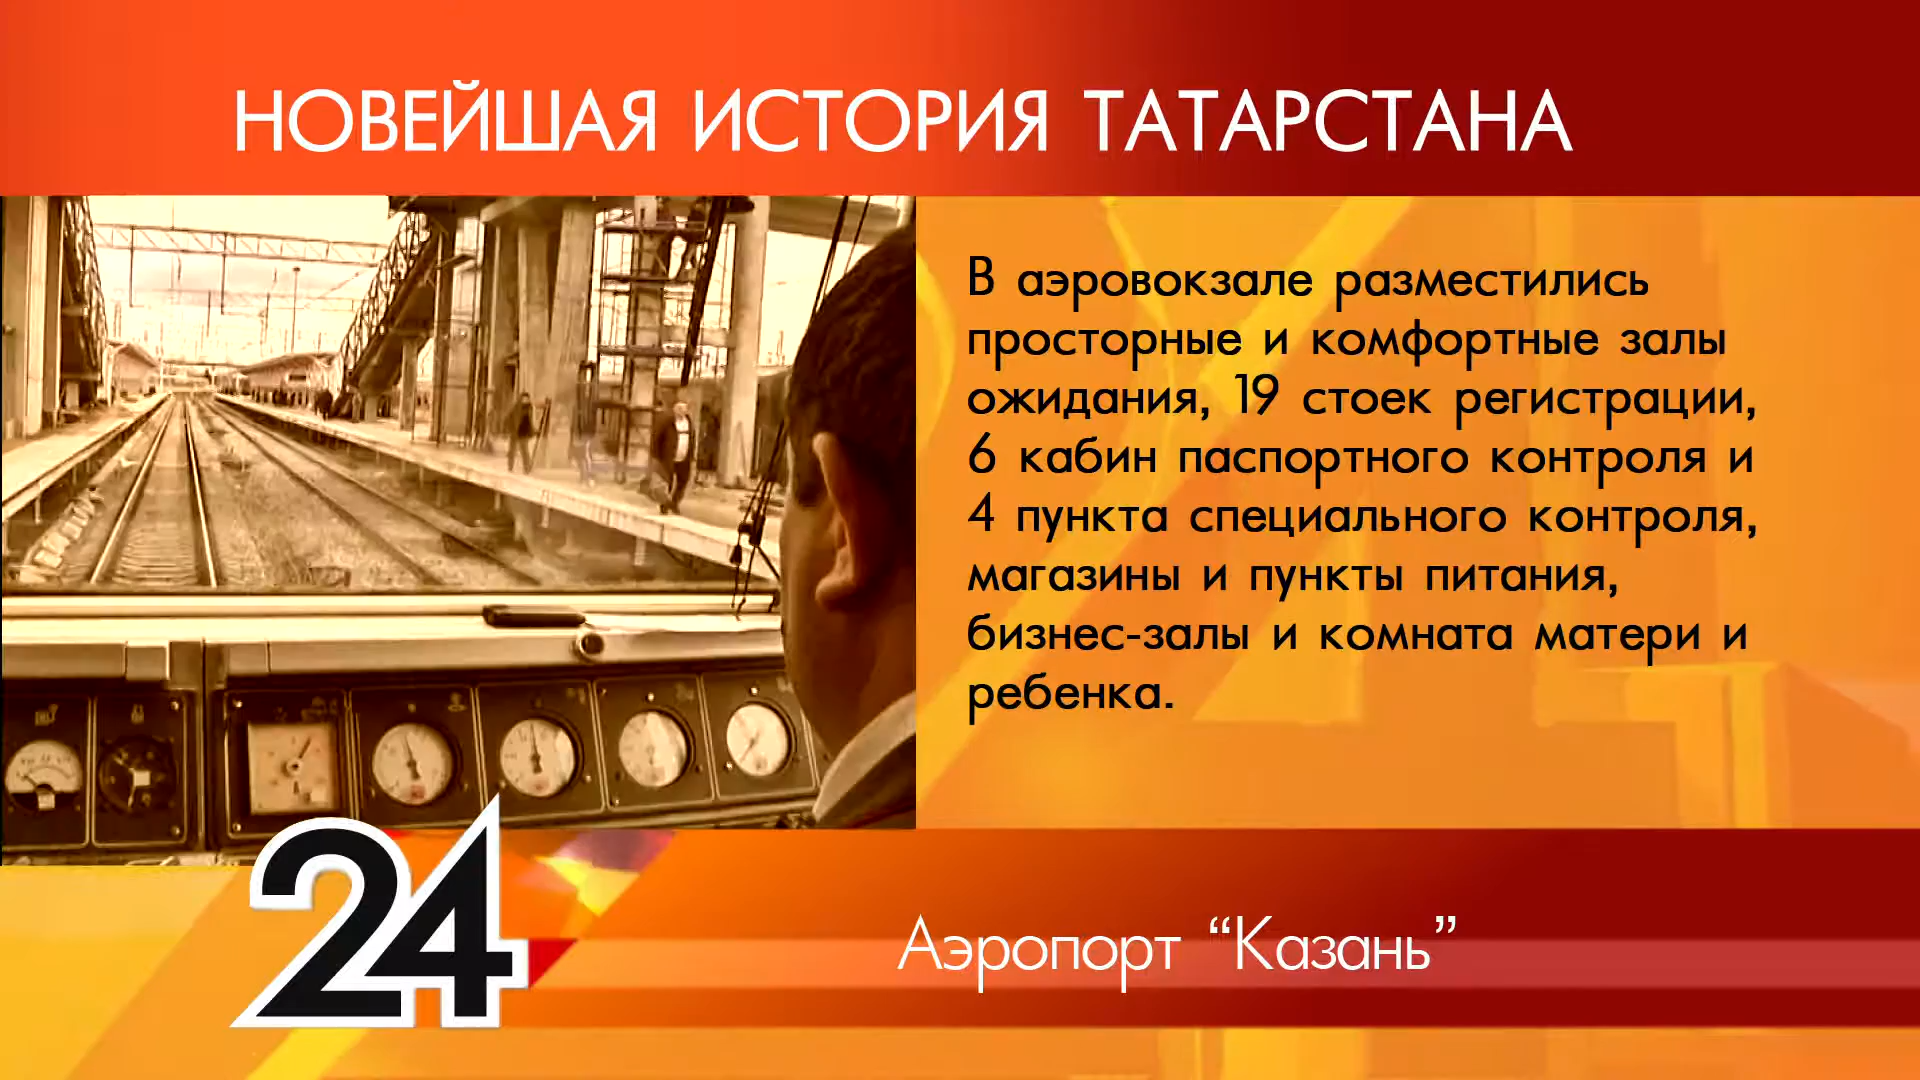 НОВЕЙШАЯ ИСТОРИЯ ТАТАРСТАНА
В аэровокзале разместились
просторные и комфортные залы
ожидания, 19 стоек регистрации,
6 кабин паспортного контроля и
4 пункта специального контроля,
магазины и пункты питания,
бизнес-залы и комната матери и
ребенка.
24
Аэропорт “Казань”